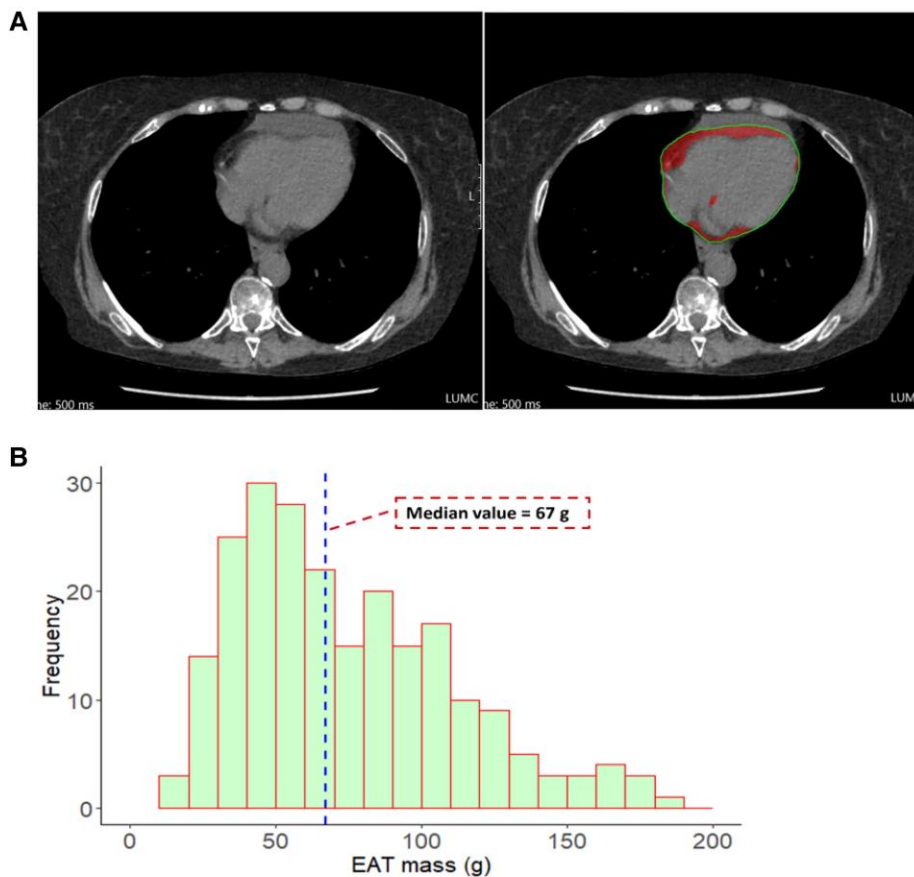 A
L
ne: 500 ms
LUMC
ne: 500 ms
LUM
B
Median value = 67 g
Frequency
30
20
10
0
0
50
100
150
200
EAT mass (g)